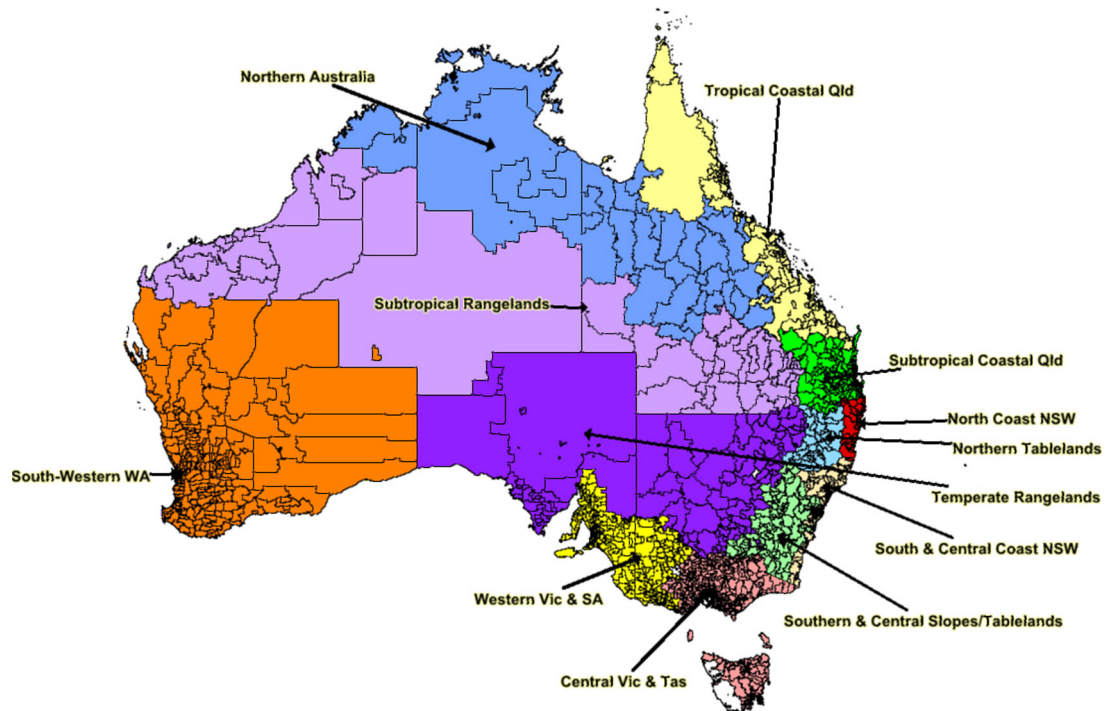 Northern Australia
Tropical Coastal Qld
Subtropical Rangelands
Subtropical Coastal Qld
North Coast NSW
Northern Tablelands
South-Western WA
Temperate Rangelands
South & Central Coast NSW
Western Vic & SA
Southern & Central Slopes/Tablelands
Central Vic & Tas